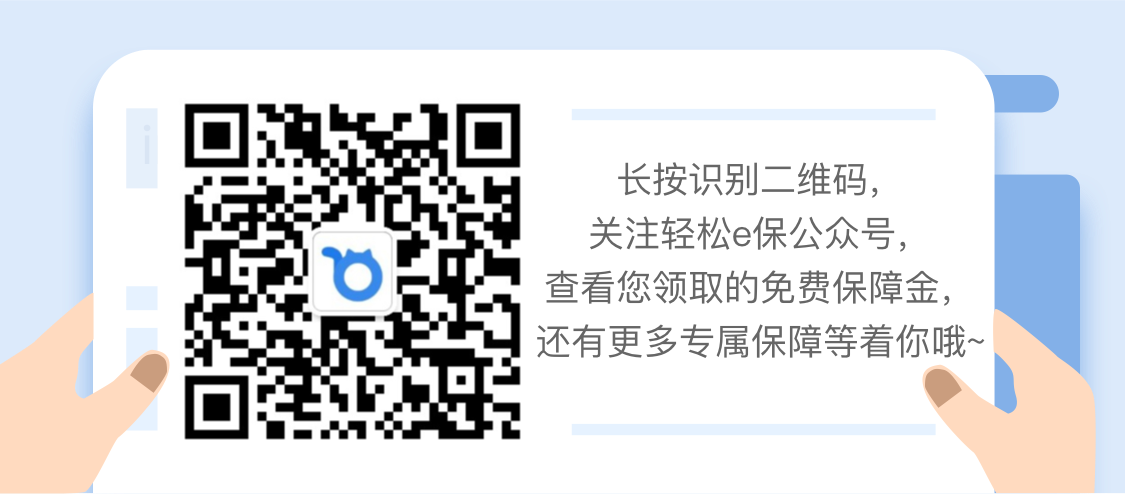 长按识别二维码，
关注轻松e保公众号，
查看您领取的免费保障金，
还有更多专属保障等着你哦~